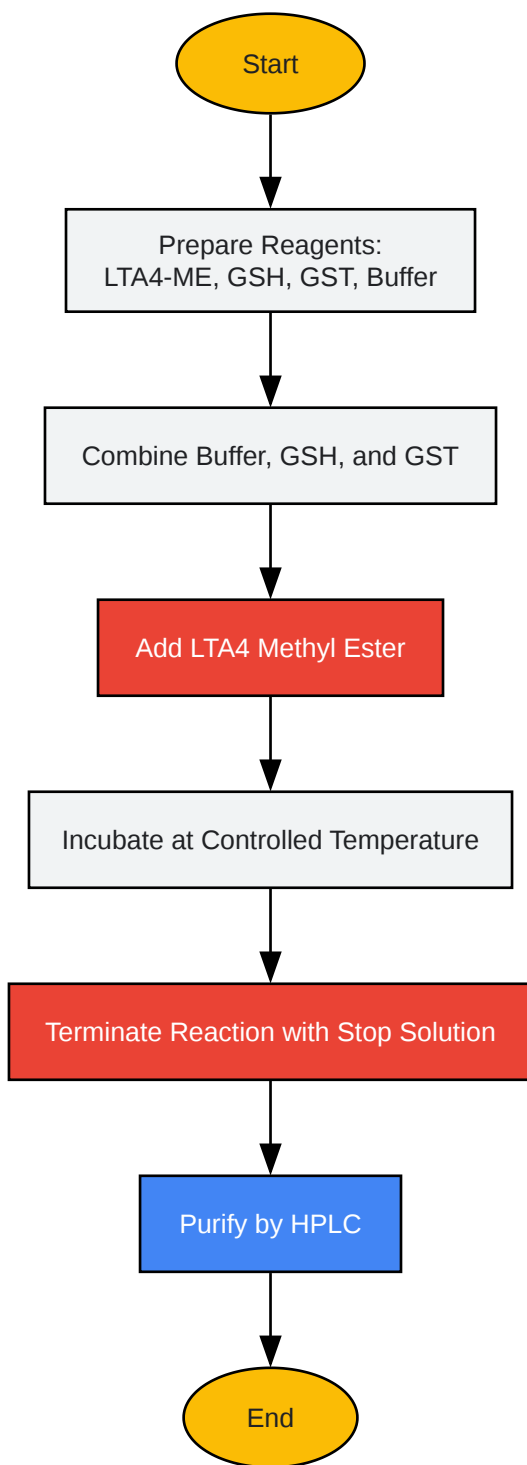 Start
Prepare Reagents:
LTA4-ME, GSH, GST, Buffer
Combine Buffer, GSH, and GST
Add LTA4 Methyl Ester
Incubate at Controlled Temperature
Terminate Reaction with Stop Solution
Purify by HPLC
End